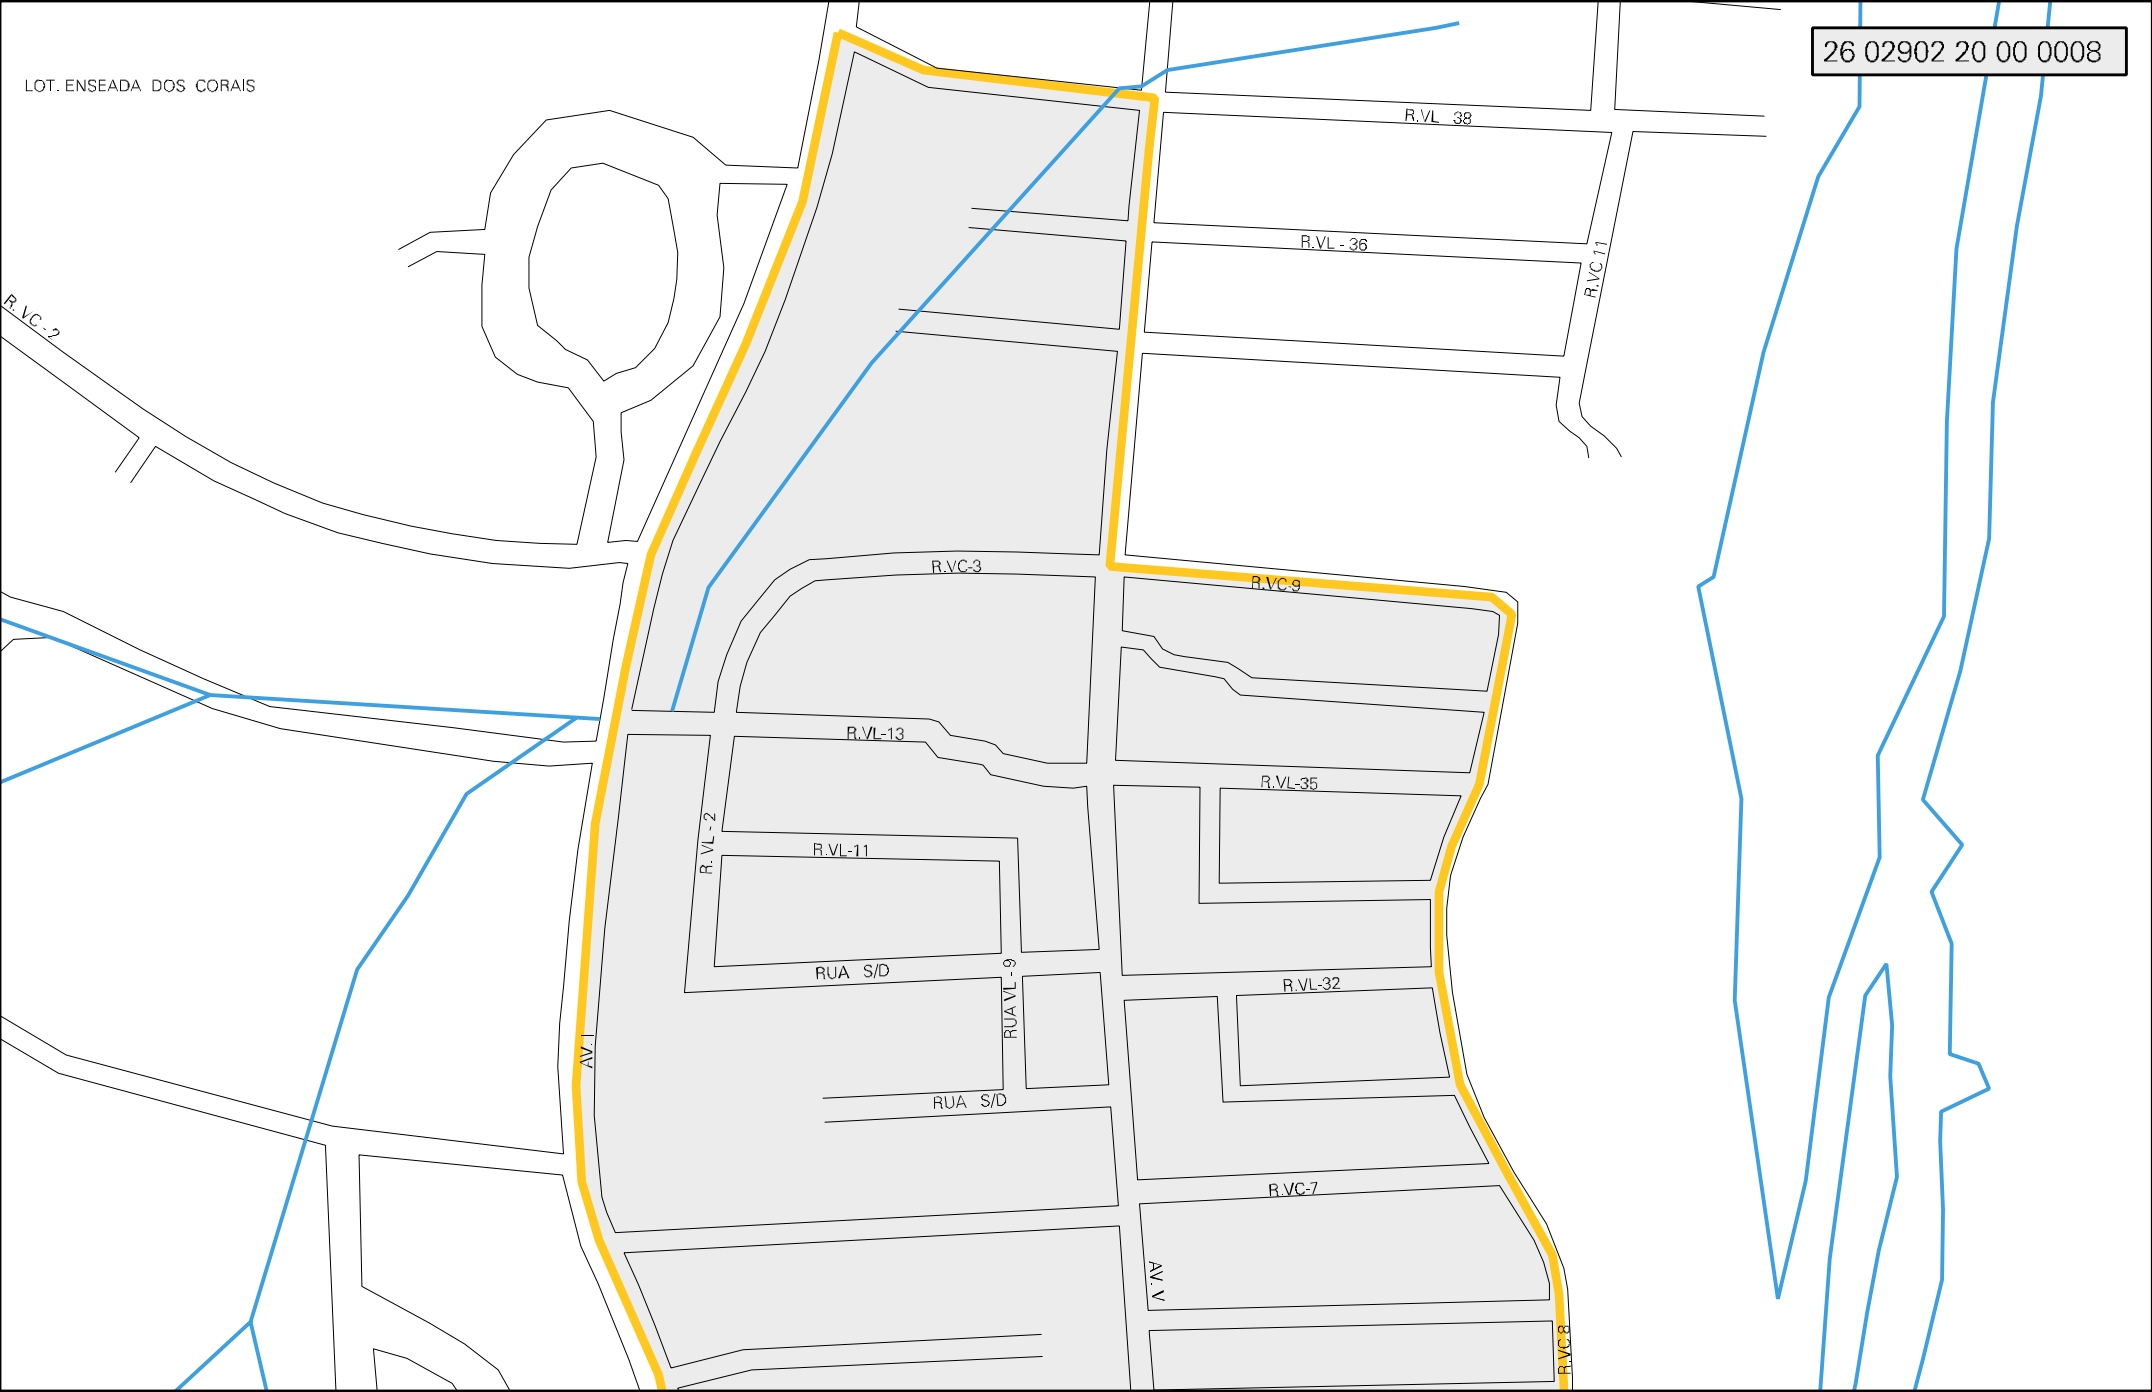 26 02902 20 00 0008
LOT. ENSEADA DOS CORAIS
R.VL 38
R.VL - 36
R.VC 11
R. VC - 2
R.VC-3
R.VC-9
R.VL-13
R.VL-35
R. VL - 2
R.VL-11
RUA S/D
RUA VL - 9
R.VL-32
AV. I
RUA S/D
R.VC-7
AV. V
R.VC 8